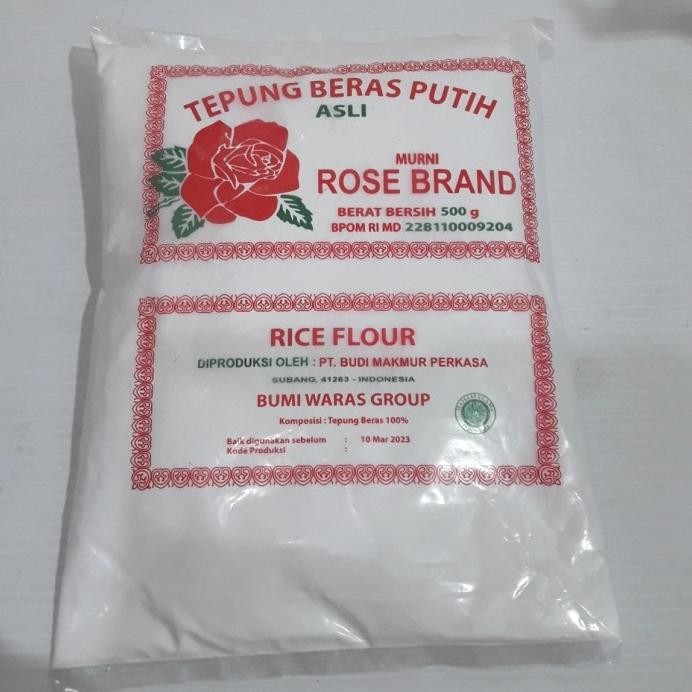 TEPUNG BERAS PUTIH
ASLI
MURNI
ROSE BRAND
BERAT BERSIH 500 g
BPOM RI MD 228110009204
RICE FLOUR
DIPRODUKSI OLEH : PT. BUDI MAKMUR PERKASA
SUBANG, 41263 - INDONESIA
BUMI WARAS GROUP
Komposisi : Tepung Beras 100%
Baik digunakan sebelum : 10 Mar 2023
Kode Produksi :